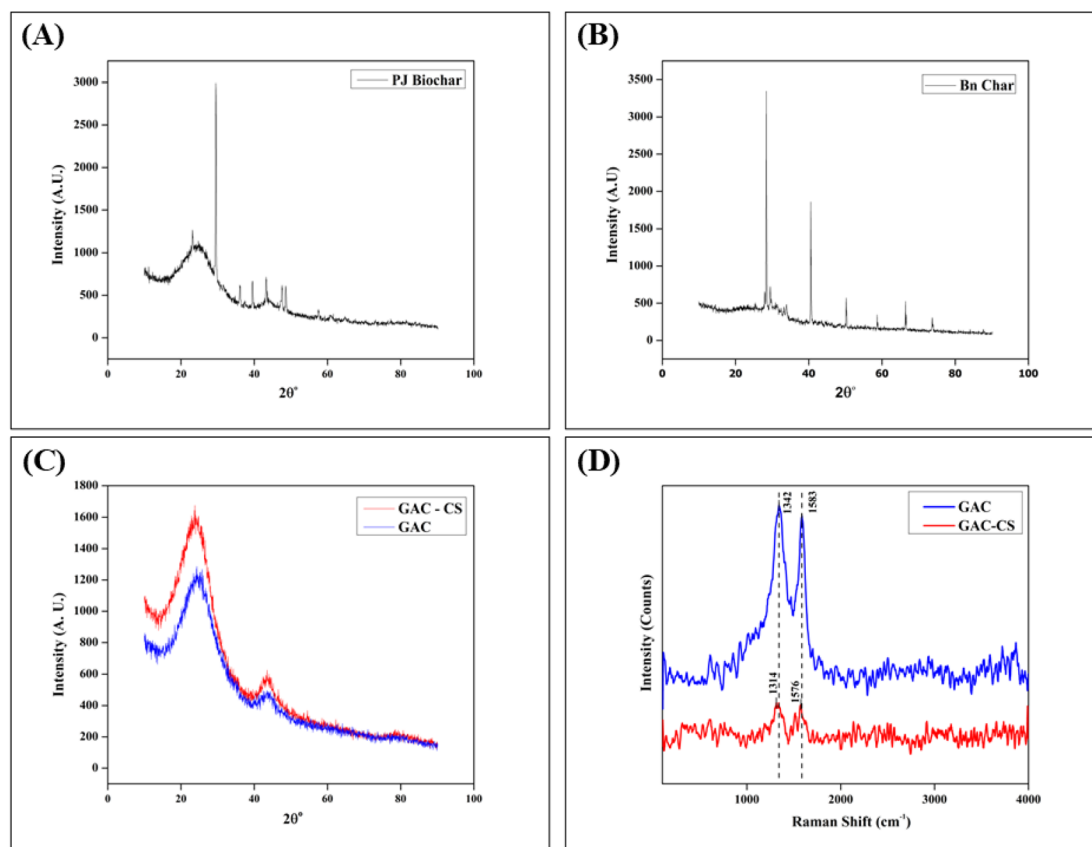 (A)
PJ Biochar
3000
2500
2000
1500
1000
500
0
Intensity (A.U.)
0 20 40 60 80 100
2θ°
(B)
Bn Char
3500
3000
2500
2000
1500
1000
500
0
Intensity (A.U)
0 20 40 60 80 100
2θ°
(C)
GAC - CS
GAC
1800
1600
1400
1200
1000
800
600
400
200
0
Intensity (A. U.)
0 20 40 60 80 100
2θ°
(D)
GAC
GAC-CS
1342
1583
1314
1576
Intensity (Counts)
1000 2000 3000 4000
Raman Shift (cm⁻¹)